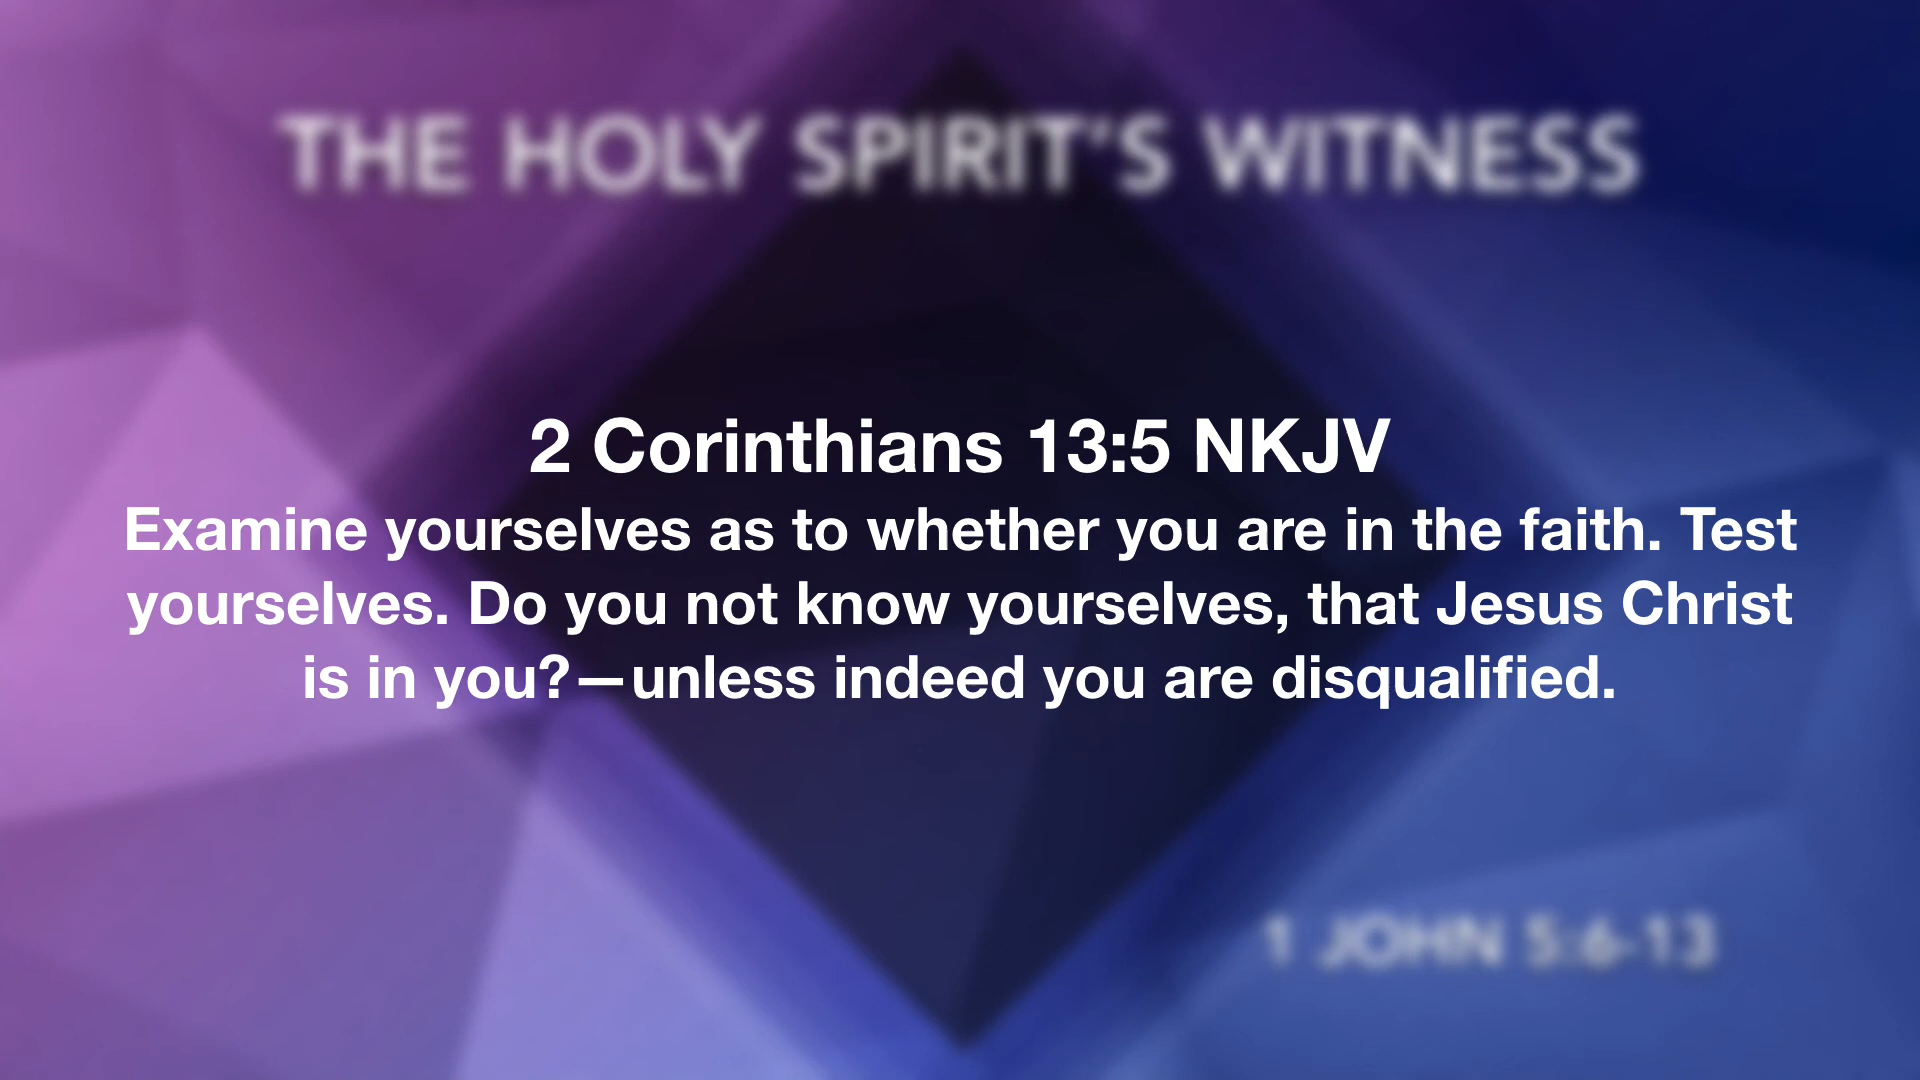 THE HOLY SPIRIT'S WITNESS
2 Corinthians 13:5 NKJV
Examine yourselves as to whether you are in the faith. Test
yourselves. Do you not know yourselves, that Jesus Christ
is in you?—unless indeed you are disqualified.
1 JOHN 5:6-13